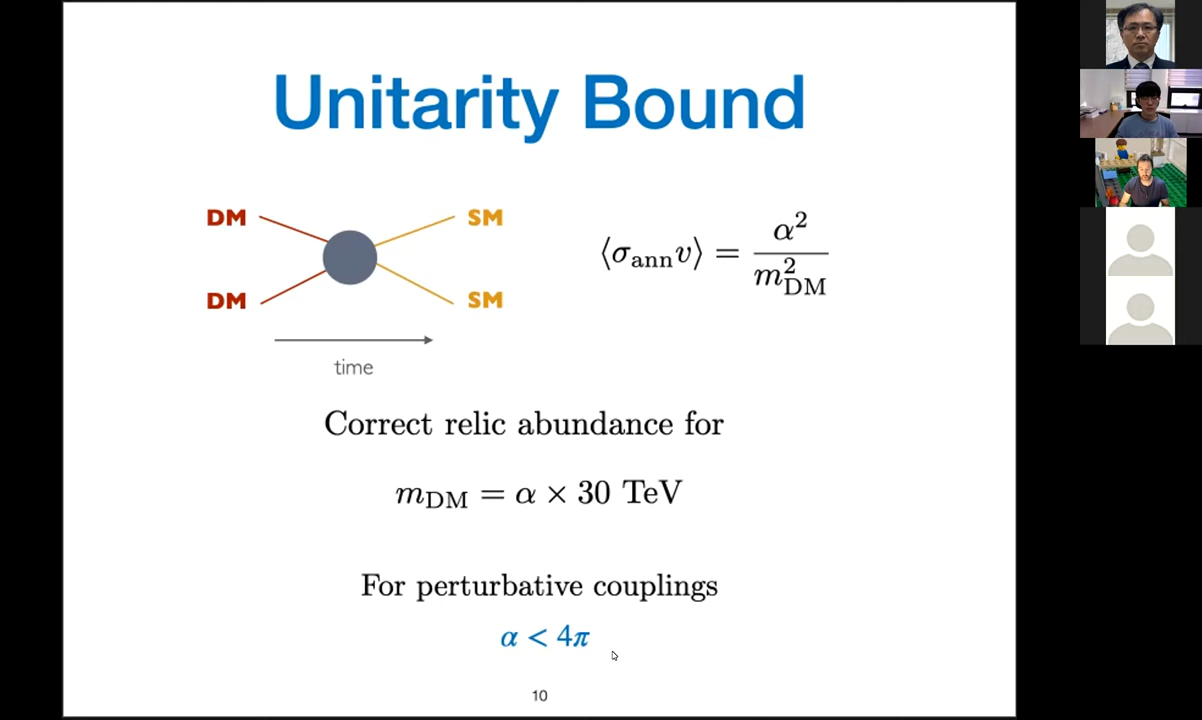 Unitarity Bound
DM SM
DM SM
time
⟨σ_ann v⟩ = α² / m²_DM
Correct relic abundance for
m_DM = α × 30 TeV
For perturbative couplings
α < 4π
10